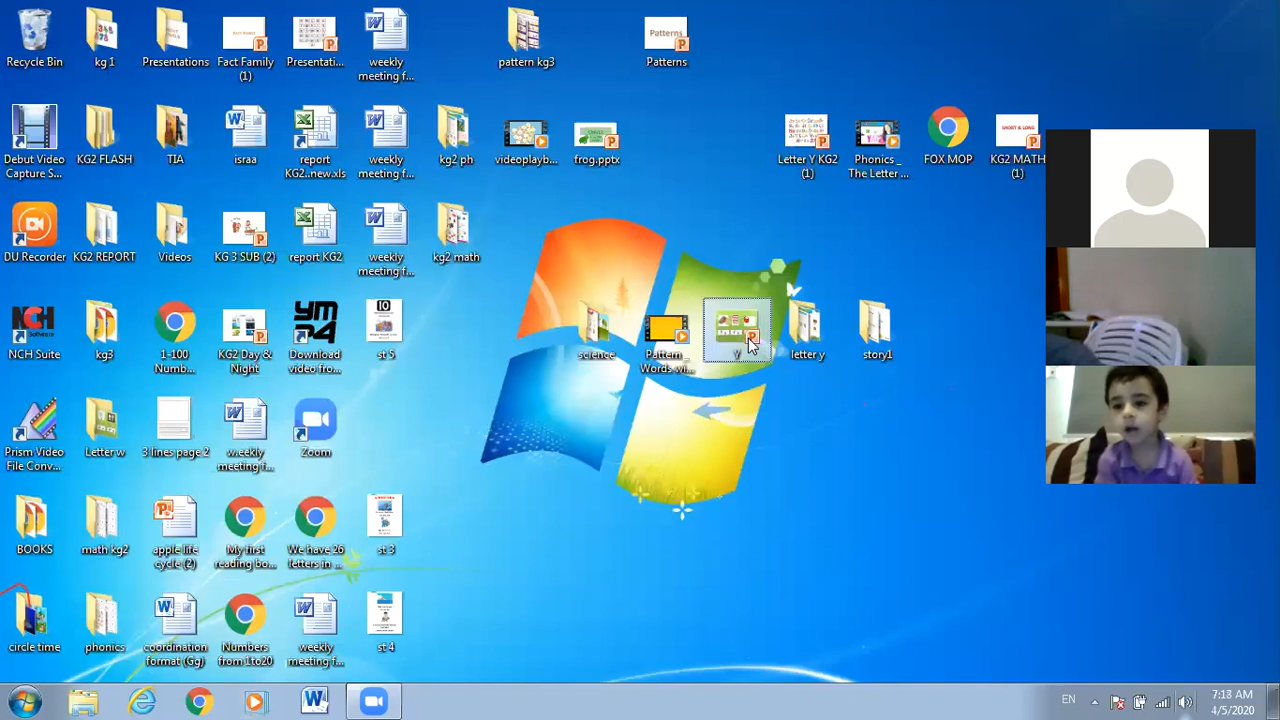 Recycle Bin
kg 1
Presentations
Fact Family
(1)
Presentati...
weekly
meeting f...
pattern kg3
Patterns
Patterns
Debut Video
Capture S...
KG2 FLASH
TIA
israa
report
KG2..new.xls
weekly
meeting f...
kg2 ph
videoplayb...
frog.pptx
Letter Y KG2
(1)
Phonics _
The Letter ...
FOX MOP
SHORT & LONG
KG2 MATH
(1)
DU Recorder
KG2 REPORT
Videos
KG 3 SUB (2)
report KG2
weekly
meeting f...
kg2 math
NCH
NCH Suite
kg3
1-100
Numb...
KG2 Day &
Night
Download
video fro...
10
st 5
science
Pattern _
Words wi...
y
letter y
story1
Prism Video
File Conv...
Letter w
3 lines page 2
w.eekly
meeting f...
Zoom
BOOKS
math kg2
apple life
cycle (2)
My first
reading bo...
We have 26
letters in ...
st 3
circle time
phonics
coordination
format (Gg)
Numbers
from 1to20
weekly
meeting f...
st 4
EN
7:18 AM
4/5/2020